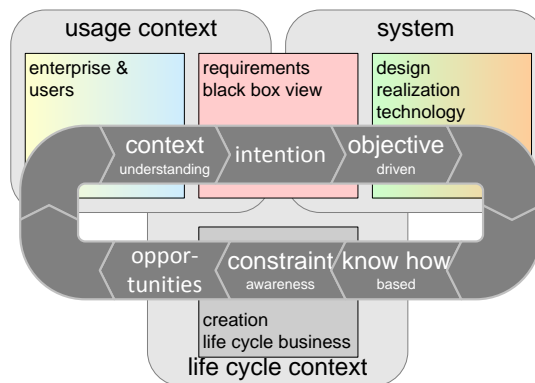 usage context
system
enterprise &
users
requirements
black box view
design
realization
technology
context
understanding
intention
objective
driven
oppor-
tunities
constraint
awareness
know how
based
creation
life cycle business
life cycle context